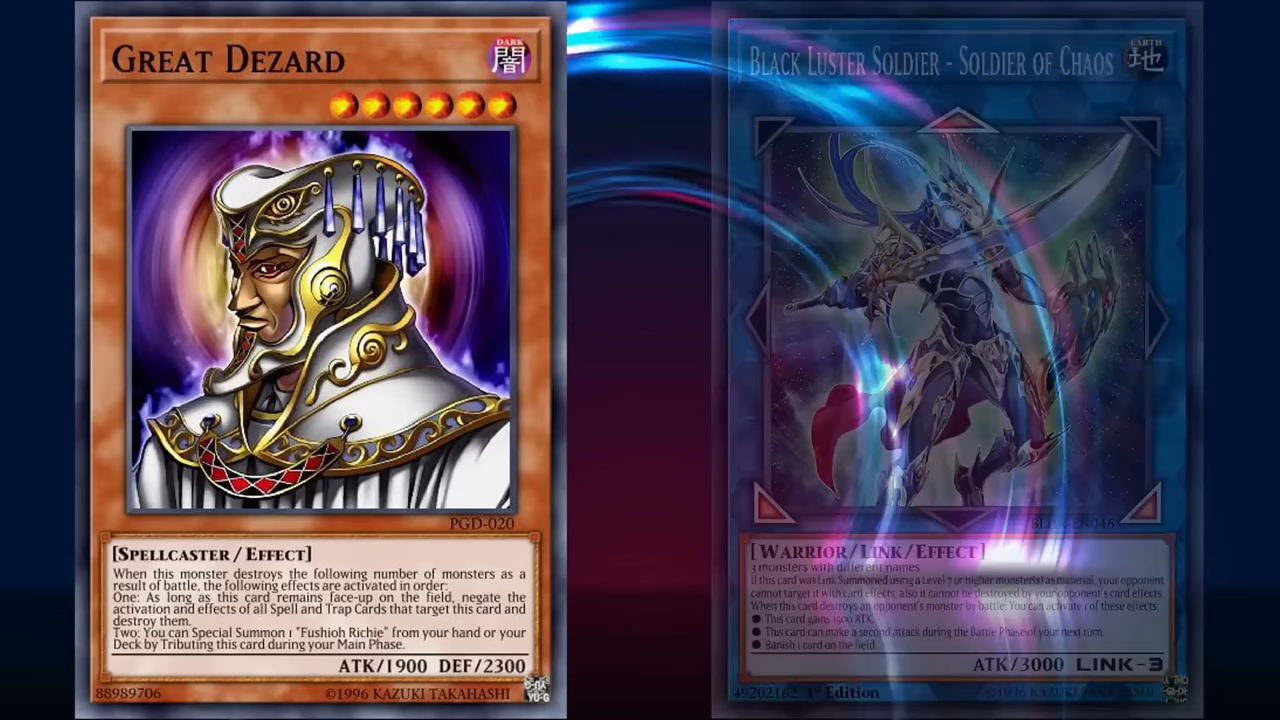 GREAT DEZARD
DARK
闇
PGD-020
[SPELLCASTER / EFFECT]
When this monster destroys the following number of monsters as a
result of battle, the following effects are activated in order:
One: As long as this card remains face-up on the field, negate the
activation and effects of all Spell and Trap Cards that target this card and
destroy them.
Two: You can Special Summon 1 "Fushioh Richie" from your hand or your
Deck by Tributing this card during your Main Phase.
ATK/1900 DEF/2300
88989706
©1996 KAZUKI TAKAHASHI
BLACK LUSTER SOLDIER - SOLDIER OF CHAOS
EARTH
地
[WARRIOR/LINK/EFFECT]
3 monsters with different names
If this card was Link Summoned using a Level 7 or higher monster(s) as material, your opponent
cannot target it with card effects, also it cannot be destroyed by your opponent's card effects.
When this card destroys an opponent's monster by battle: You can activate 1 of these effects.
● This card gains 1500 ATK.
● This card can make a second attack during the Battle Phase of your next turn.
● Banish 1 card on the field.
ATK/3000 LINK-3
49202162 1st Edition